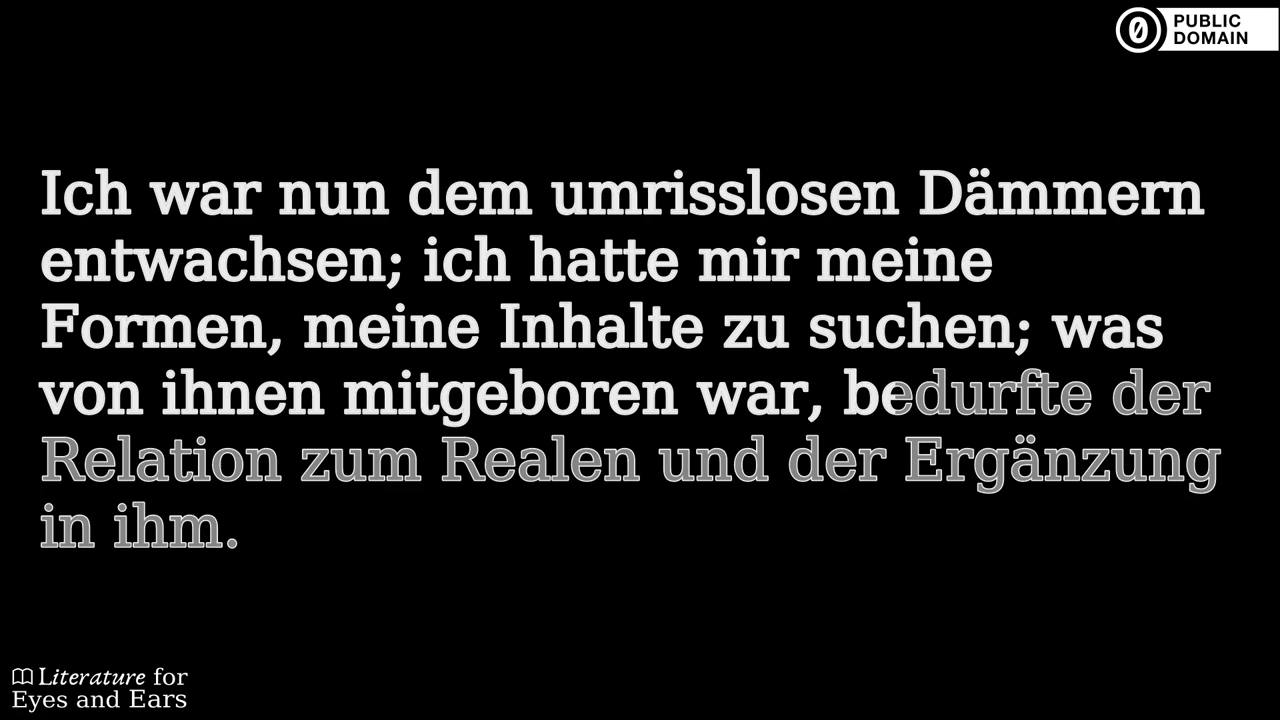 PUBLIC
DOMAIN
Ich war nun dem umrisslosen Dämmern
entwachsen; ich hatte mir meine
Formen, meine Inhalte zu suchen; was
von ihnen mitgeboren war, bedurfte der
Relation zum Realen und der Ergänzung
in ihm.
Literature for
Eyes and Ears